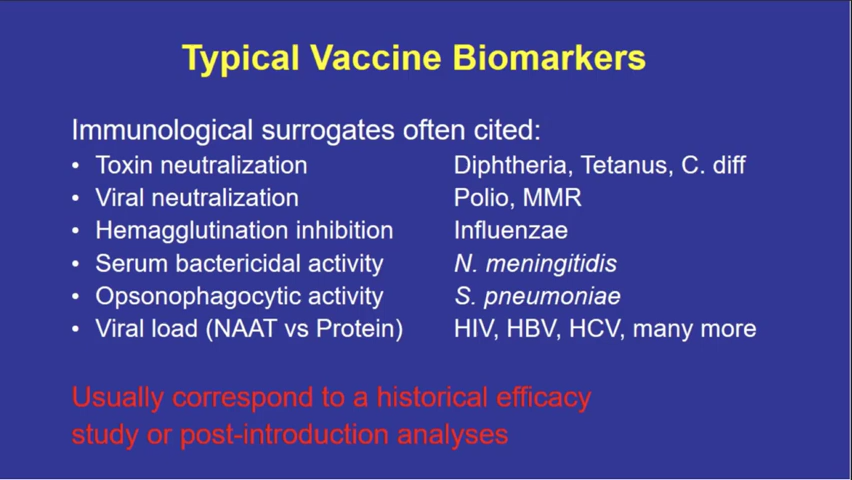 Typical Vaccine Biomarkers
Immunological surrogates often cited:
• Toxin neutralization Diphtheria, Tetanus, C. diff
• Viral neutralization Polio, MMR
• Hemagglutination inhibition Influenzae
• Serum bactericidal activity N. meningitidis
• Opsonophagocytic activity S. pneumoniae
• Viral load (NAAT vs Protein) HIV, HBV, HCV, many more
Usually correspond to a historical efficacy
study or post-introduction analyses